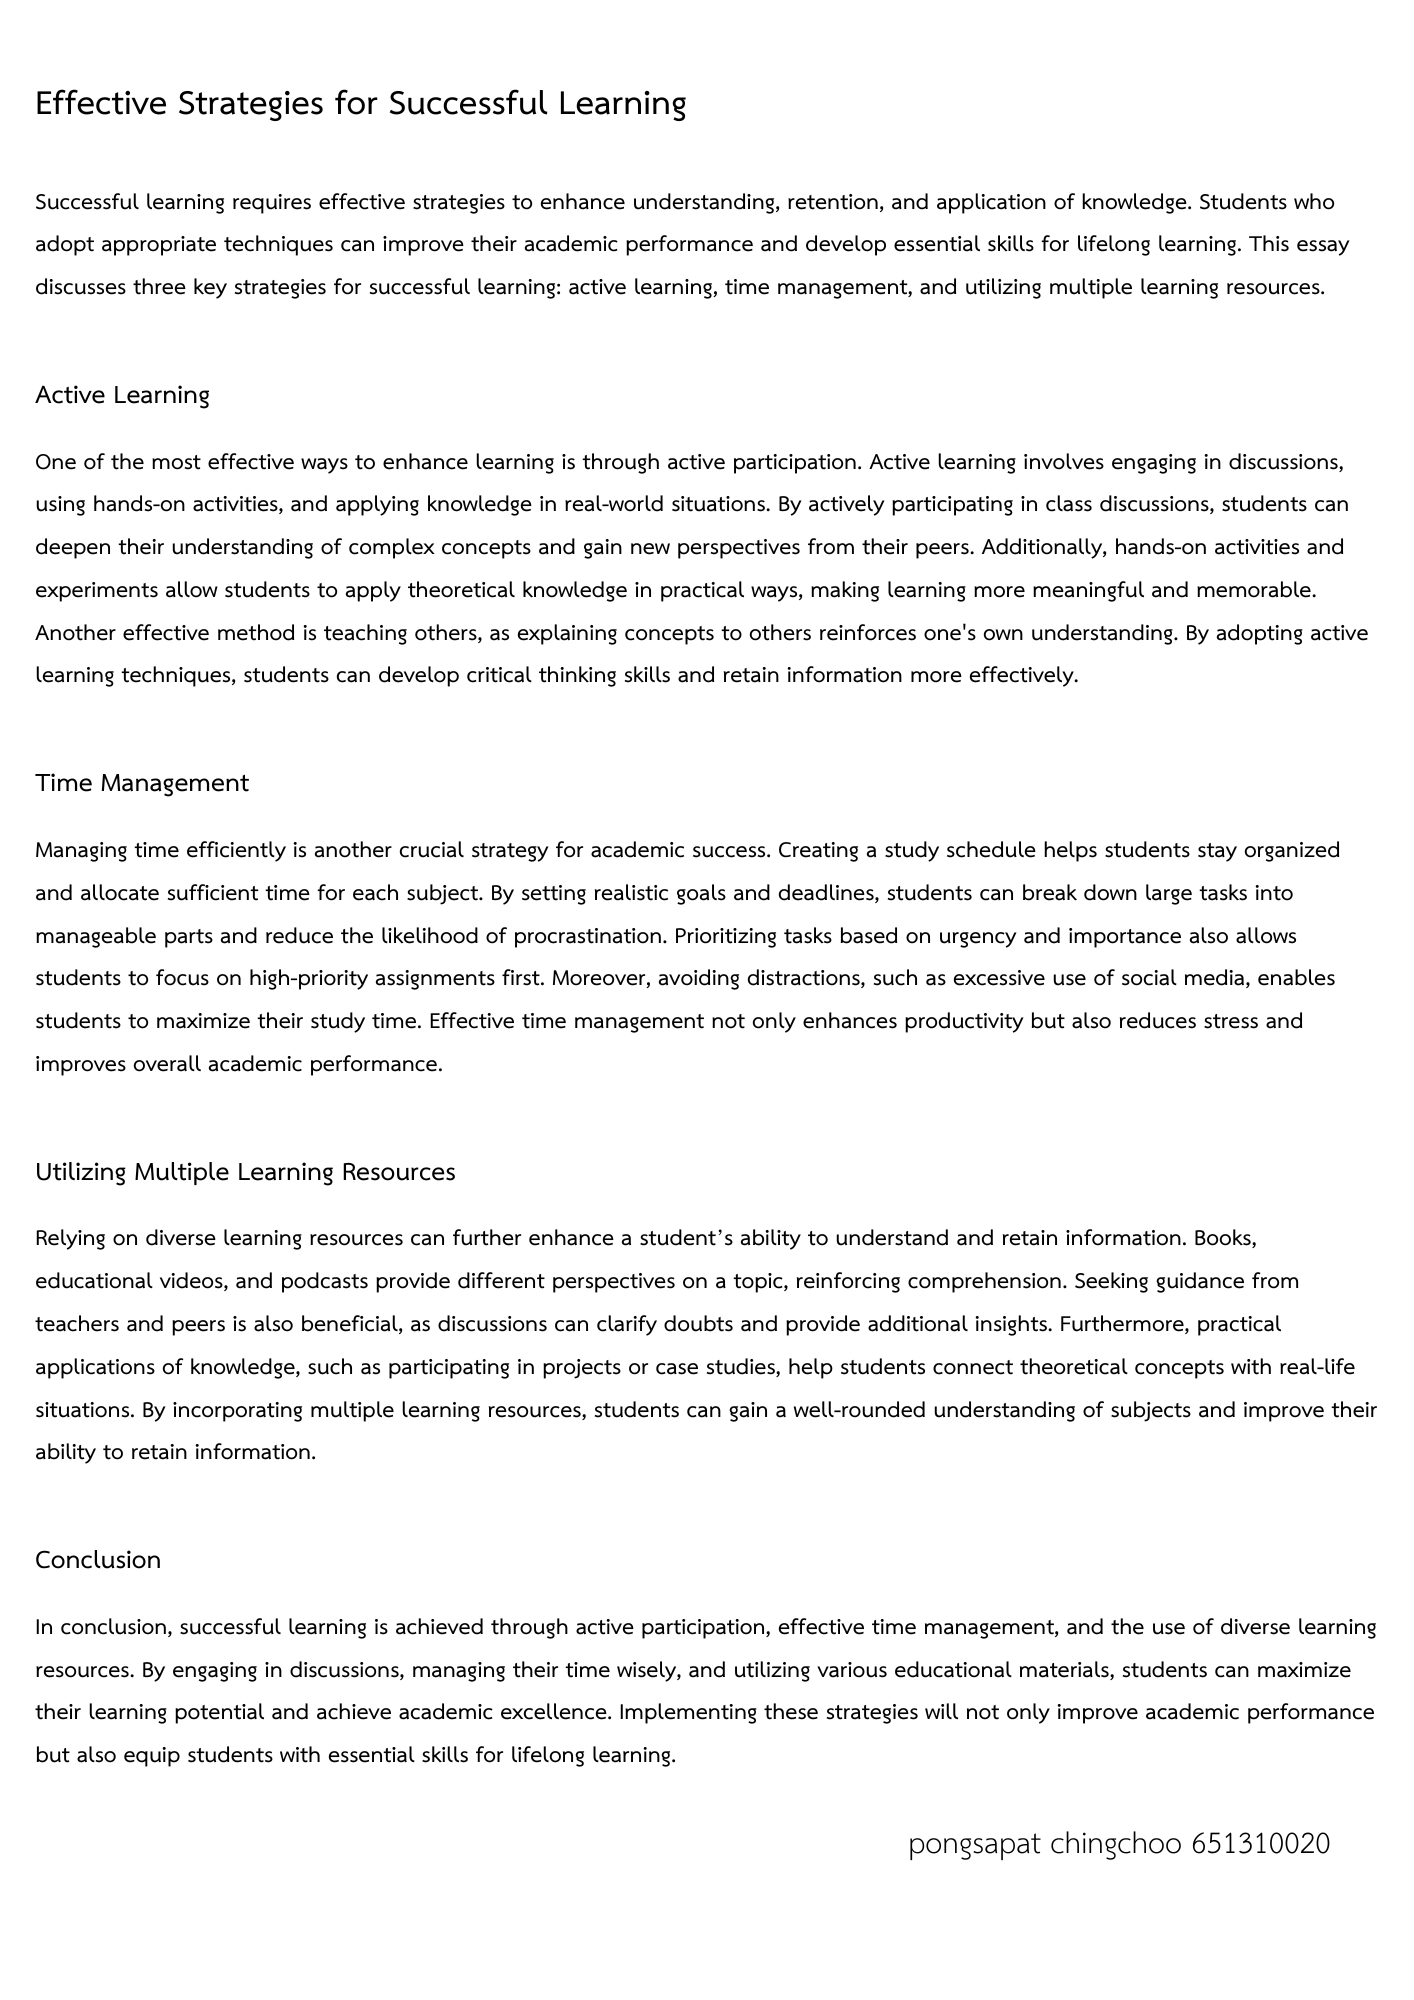 Effective Strategies for Successful Learning
Successful learning requires effective strategies to enhance understanding, retention, and application of knowledge. Students who
adopt appropriate techniques can improve their academic performance and develop essential skills for lifelong learning. This essay
discusses three key strategies for successful learning: active learning, time management, and utilizing multiple learning resources.
Active Learning
One of the most effective ways to enhance learning is through active participation. Active learning involves engaging in discussions,
using hands-on activities, and applying knowledge in real-world situations. By actively participating in class discussions, students can
deepen their understanding of complex concepts and gain new perspectives from their peers. Additionally, hands-on activities and
experiments allow students to apply theoretical knowledge in practical ways, making learning more meaningful and memorable.
Another effective method is teaching others, as explaining concepts to others reinforces one's own understanding. By adopting active
learning techniques, students can develop critical thinking skills and retain information more effectively.
Time Management
Managing time efficiently is another crucial strategy for academic success. Creating a study schedule helps students stay organized
and allocate sufficient time for each subject. By setting realistic goals and deadlines, students can break down large tasks into
manageable parts and reduce the likelihood of procrastination. Prioritizing tasks based on urgency and importance also allows
students to focus on high-priority assignments first. Moreover, avoiding distractions, such as excessive use of social media, enables
students to maximize their study time. Effective time management not only enhances productivity but also reduces stress and
improves overall academic performance.
Utilizing Multiple Learning Resources
Relying on diverse learning resources can further enhance a student’s ability to understand and retain information. Books,
educational videos, and podcasts provide different perspectives on a topic, reinforcing comprehension. Seeking guidance from
teachers and peers is also beneficial, as discussions can clarify doubts and provide additional insights. Furthermore, practical
applications of knowledge, such as participating in projects or case studies, help students connect theoretical concepts with real-life
situations. By incorporating multiple learning resources, students can gain a well-rounded understanding of subjects and improve their
ability to retain information.
Conclusion
In conclusion, successful learning is achieved through active participation, effective time management, and the use of diverse learning
resources. By engaging in discussions, managing their time wisely, and utilizing various educational materials, students can maximize
their learning potential and achieve academic excellence. Implementing these strategies will not only improve academic performance
but also equip students with essential skills for lifelong learning.
pongsapat chingchoo 651310020